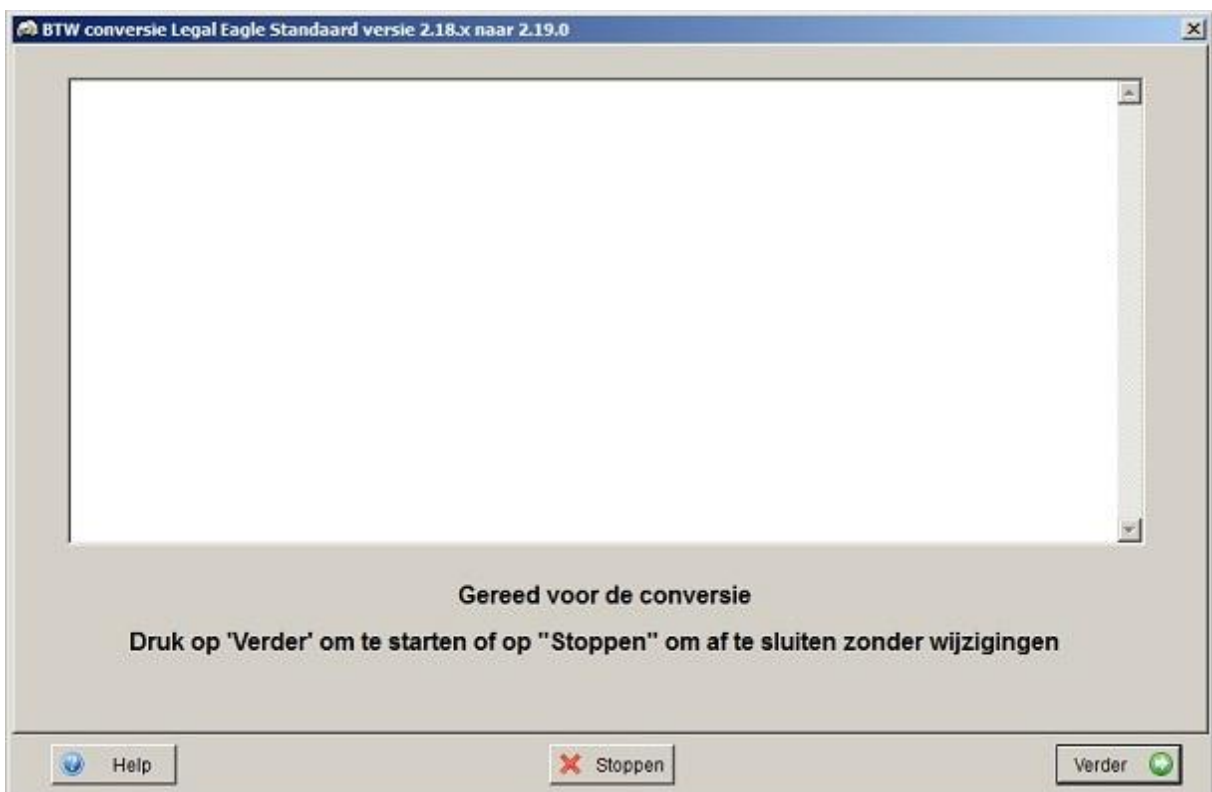 BTW conversie Legal Eagle Standaard versie 2.18.x naar 2.19.0
Gereed voor de conversie
Druk op 'Verder' om te starten of op "Stoppen" om af te sluiten zonder wijzigingen
Help
Stoppen
Verder